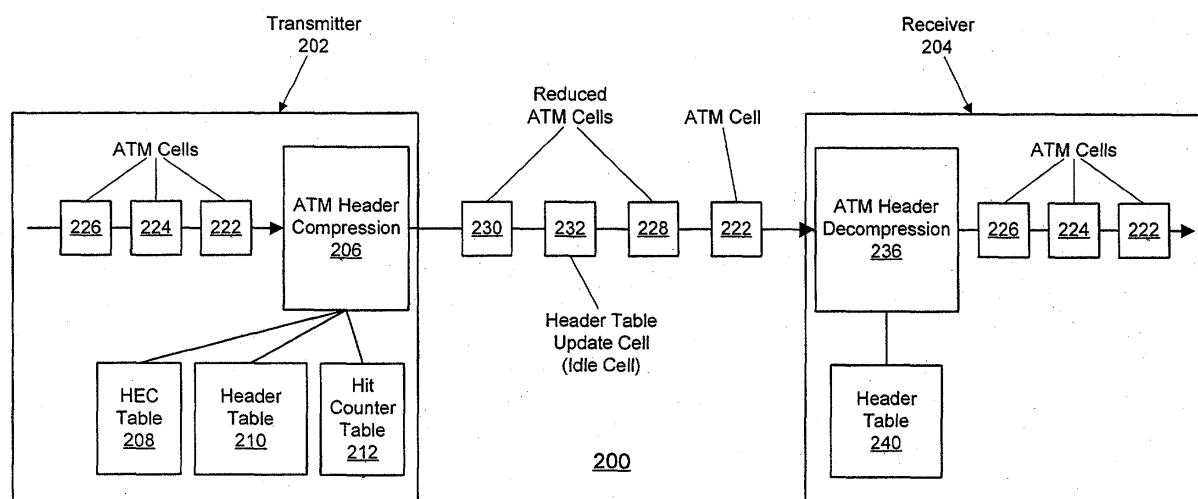 Transmitter
202
Receiver
204
Reduced
ATM Cells
ATM Cell
ATM Cells
ATM Cells
226
224
222
ATM Header
Compression
206
230
232
228
222
ATM Header
Decompression
236
226
224
222
Header Table
Update Cell
(Idle Cell)
HEC
Table
208
Header
Table
210
Hit
Counter
Table
212
Header
Table
240
200